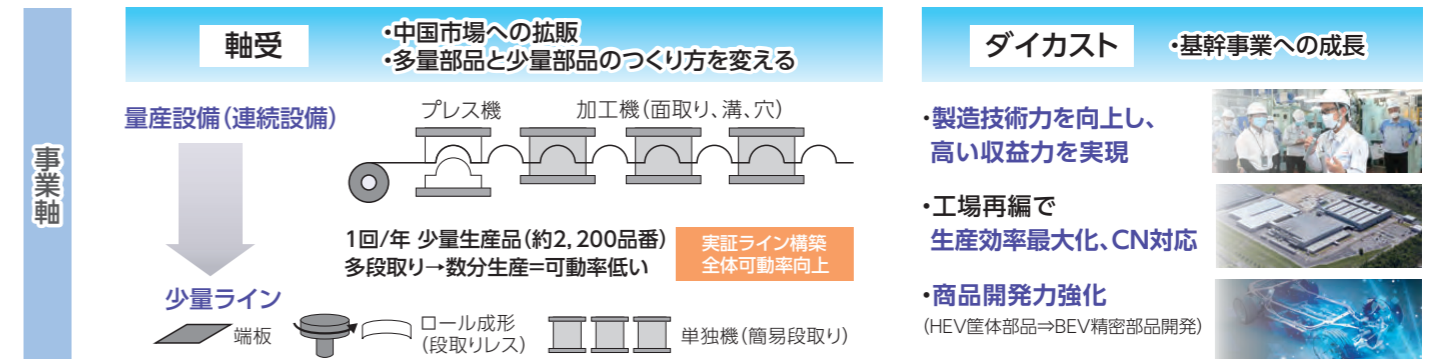 事業軸
軸受
・中国市場への拡販
・多量部品と少量部品のつくり方を変える
量産設備（連続設備）
プレス機
加工機（面取り、溝、穴）
1回/年 少量生産品（約2,200品番）
多段取り→数分生産=可動率低い
実証ライン構築
全体可動率向上
少量ライン
端板
ロール成形
（段取りレス）
単独機（簡易段取り）
ダイカスト
・基幹事業への成長
・製造技術力を向上し、
高い収益力を実現
・工場再編で
生産効率最大化、CN対応
・商品開発力強化
（HEV筐体部品⇒BEV精密部品開発）